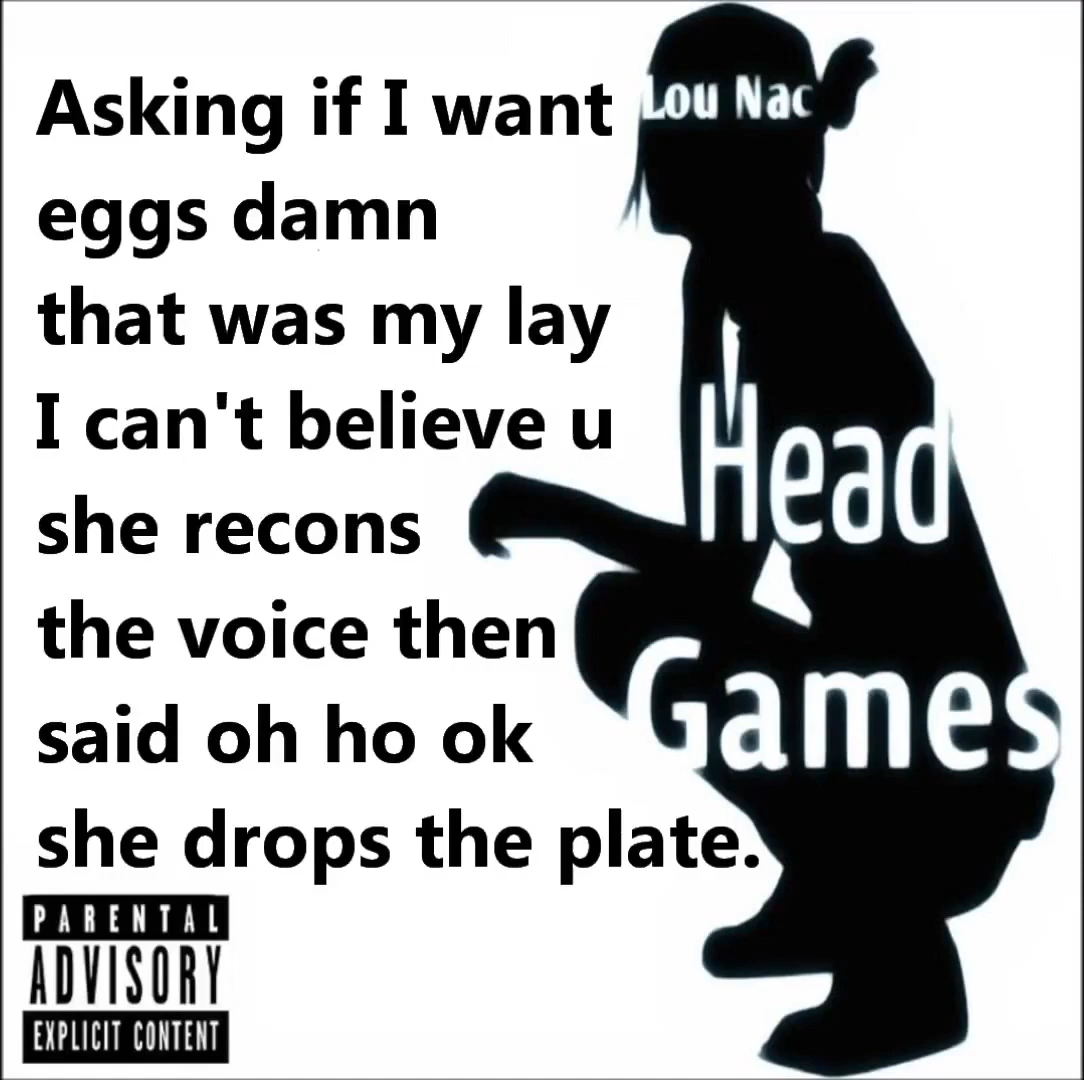 Asking if I want
eggs damn
that was my lay
I can't believe u
she recons
the voice then
said oh ho ok
she drops the plate.
Lou Nac
Head
Games
PARENTAL
ADVISORY
EXPLICIT CONTENT